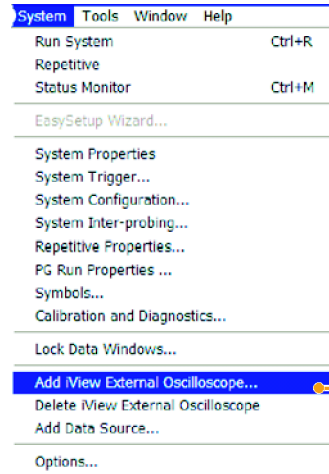 System Tools Window Help
Run System Ctrl+R
Repetitive
Status Monitor Ctrl+M
EasySetup Wizard...
System Properties
System Trigger...
System Configuration...
System Inter-probing...
Repetitive Properties...
PG Run Properties ...
Symbols...
Calibration and Diagnostics...
Lock Data Windows...
Add iView External Oscilloscope...
Delete iView External Oscilloscope
Add Data Source...
Options...